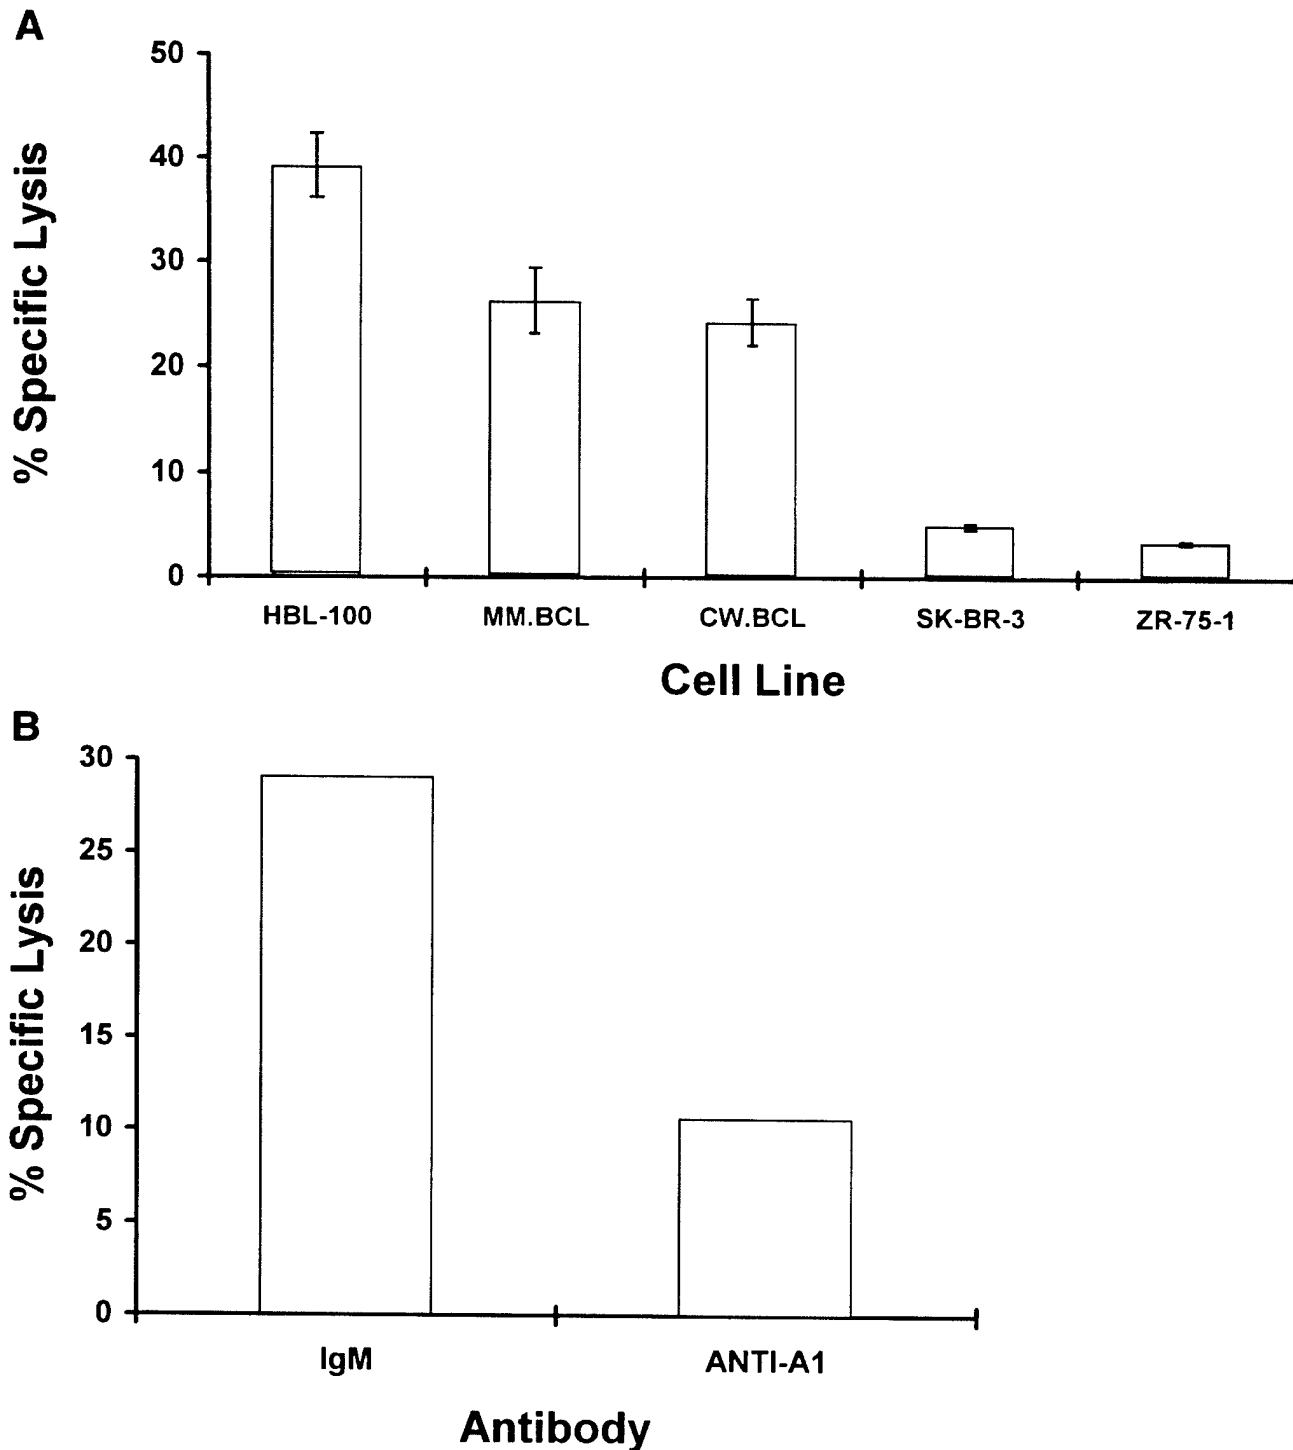 A
50
40
30
20
10
0
% Specific Lysis
HBL-100 MM.BCL CW.BCL SK-BR-3 ZR-75-1
Cell Line
B
30
25
20
15
10
5
0
% Specific Lysis
IgM ANTI-A1
Antibody